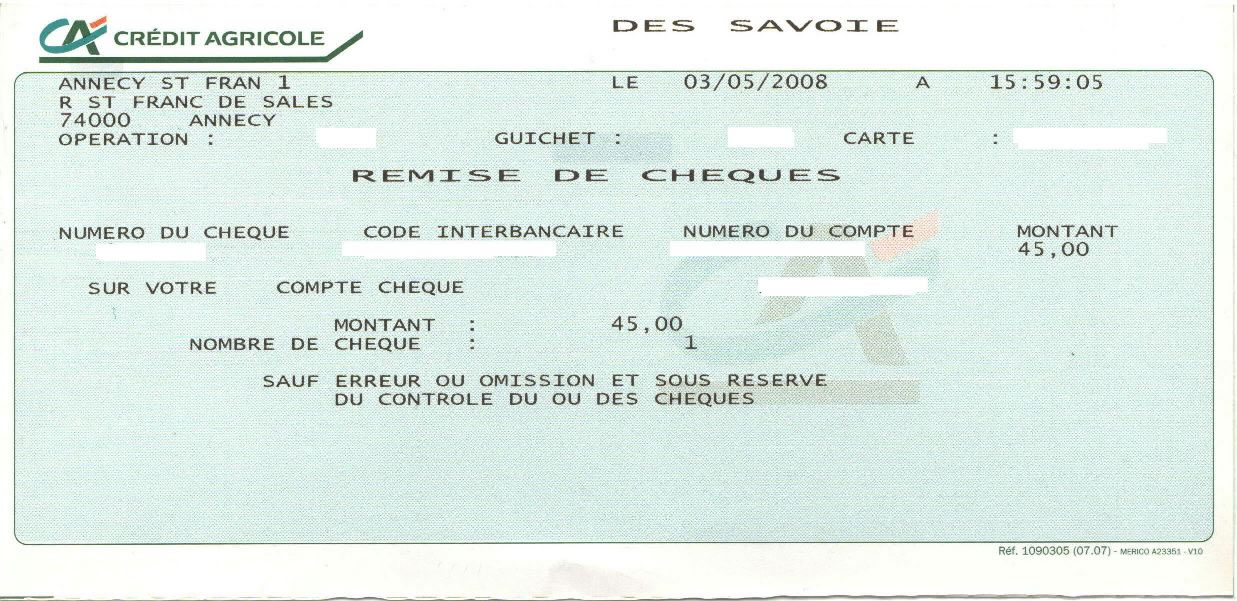 CRÉDIT AGRICOLE
DES SAVOIE
ANNECY ST FRAN 1 LE 03/05/2008 A 15:59:05
R ST FRANC DE SALES
74000 ANNECY
OPERATION : GUICHET : CARTE :
REMISE DE CHEQUES
NUMERO DU CHEQUE CODE INTERBANCAIRE NUMERO DU COMPTE MONTANT
45,00
SUR VOTRE COMPTE CHEQUE
MONTANT : 45,00
NOMBRE DE CHEQUE : 1
SAUF ERREUR OU OMISSION ET SOUS RESERVE
DU CONTROLE DU OU DES CHEQUES
Réf. 1090305 (07.07) - MERICO A23351 - V10